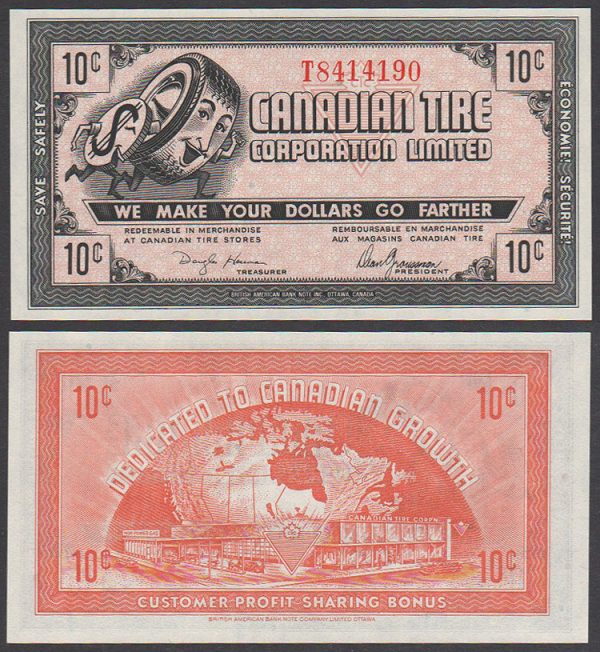 10¢ T8414190 10¢
CANADIAN TIRE
CORPORATION LIMITED
SAVE - SAFELY
ECONOMIE! SECURITE!
WE MAKE YOUR DOLLARS GO FARTHER
REDEEMABLE IN MERCHANDISE
AT CANADIAN TIRE STORES
REMBOURSABLE EN MARCHANDISE
AUX MAGASINS CANADIAN TIRE
10¢ 10¢
TREASURER
PRESIDENT
BRITISH AMERICAN BANK NOTE INC. OTTAWA, CANADA
10¢ 10¢
DEDICATED TO CANADIAN GROWTH
CANADIAN TIRE CORPN.
10¢ 10¢
CUSTOMER PROFIT SHARING BONUS
BRITISH AMERICAN BANK NOTE COMPANY LIMITED OTTAWA